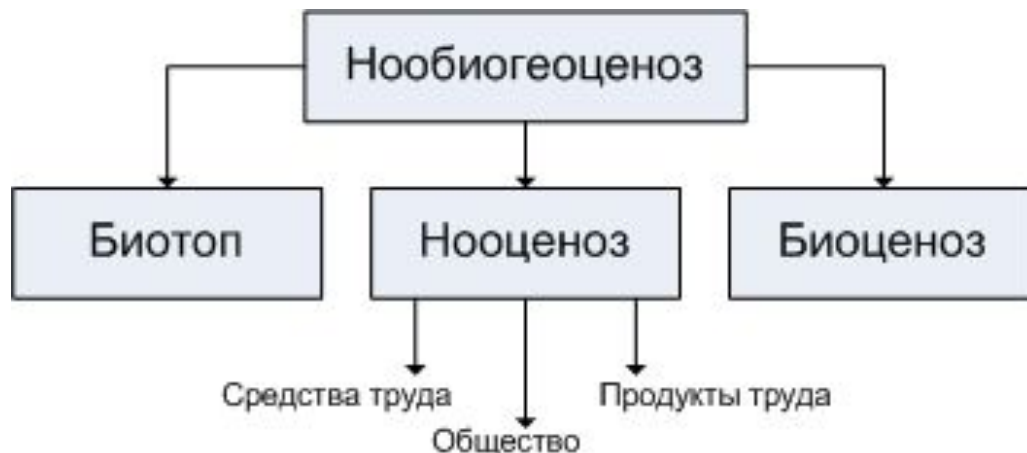 Нообиогеоценоз
Биотоп
Нооценоз
Биоценоз
Средства труда
Продукты труда
Общество